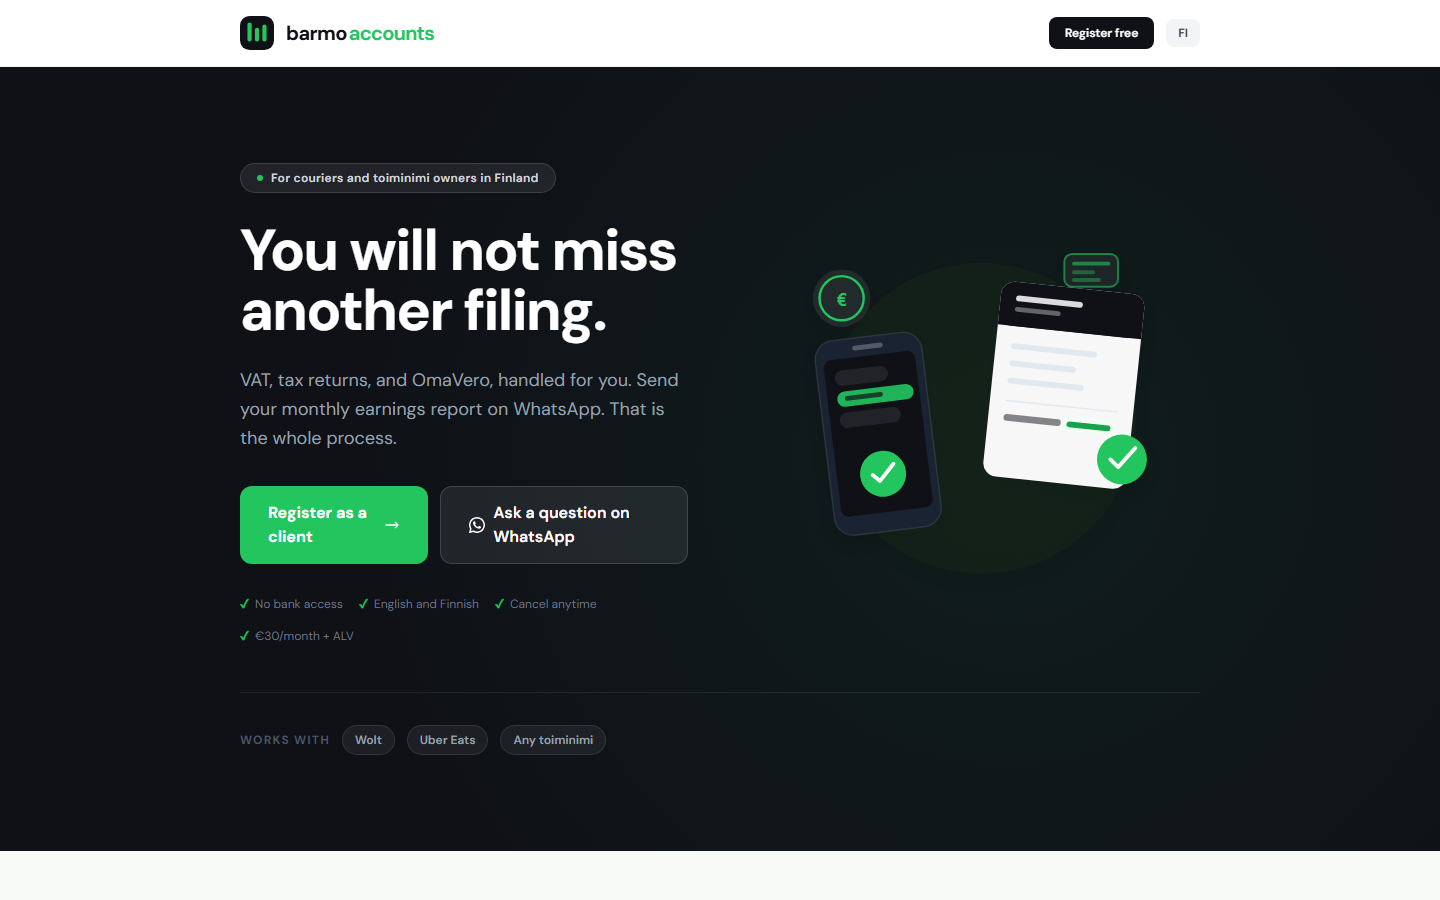 barmo accounts
Register free
FI
For couriers and toiminimi owners in Finland
You will not miss
another filing.
VAT, tax returns, and OmaVero, handled for you. Send
your monthly earnings report on WhatsApp. That is
the whole process.
Register as a
client →
Ask a question on
WhatsApp
✓ No bank access ✓ English and Finnish ✓ Cancel anytime
✓ €30/month + ALV
WORKS WITH Wolt Uber Eats Any toiminimi
€